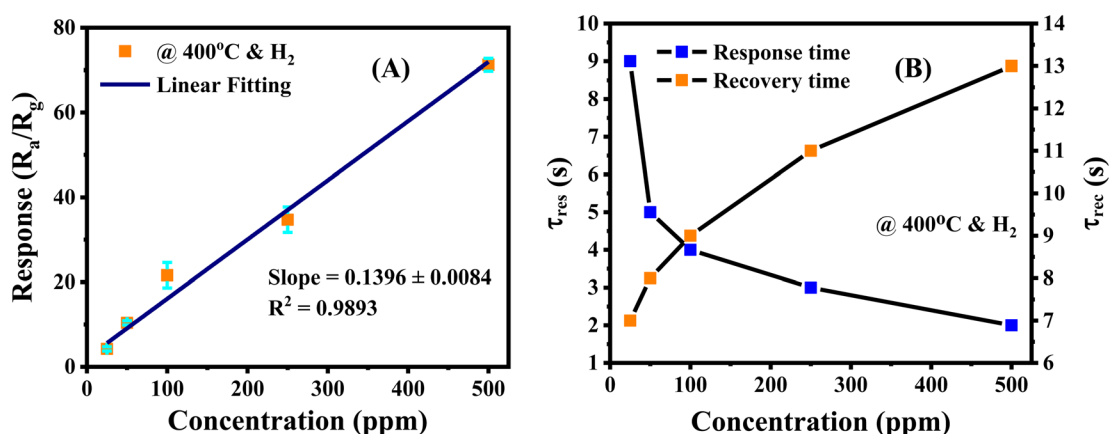 (A)
@ 400°C & H₂
Linear Fitting
Slope = 0.1396 ± 0.0084
R² = 0.9893
Response (Rₐ/R_g)
80
60
40
20
0
0 100 200 300 400 500
Concentration (ppm)
(B)
Response time
Recovery time
@ 400°C & H₂
τres (s)
10
9
8
7
6
5
4
3
2
1
τrec (s)
14
13
12
11
10
9
8
7
6
0 100 200 300 400 500
Concentration (ppm)